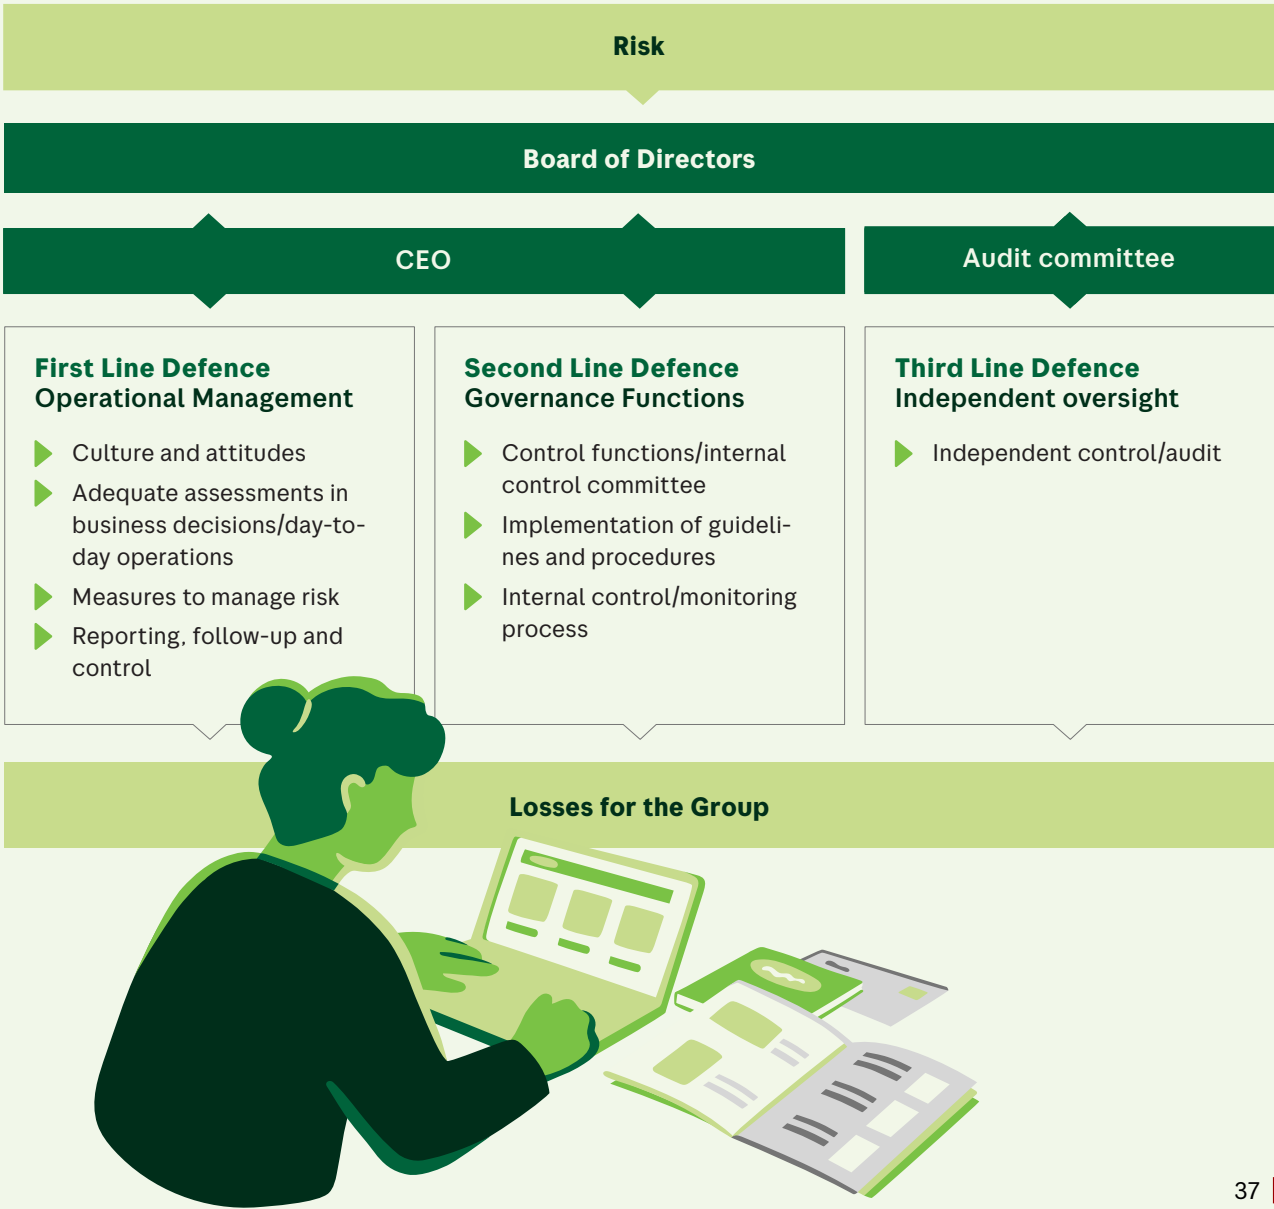 Risk
Board of Directors
CEO
Audit committee
First Line Defence
Operational Management
Culture and attitudes
Adequate assessments in
business decisions/day-to-
day operations
Measures to manage risk
Reporting, follow-up and
control
Second Line Defence
Governance Functions
Control functions/internal
control committee
Implementation of guideli-
nes and procedures
Internal control/monitoring
process
Third Line Defence
Independent oversight
Independent control/audit
Losses for the Group
37